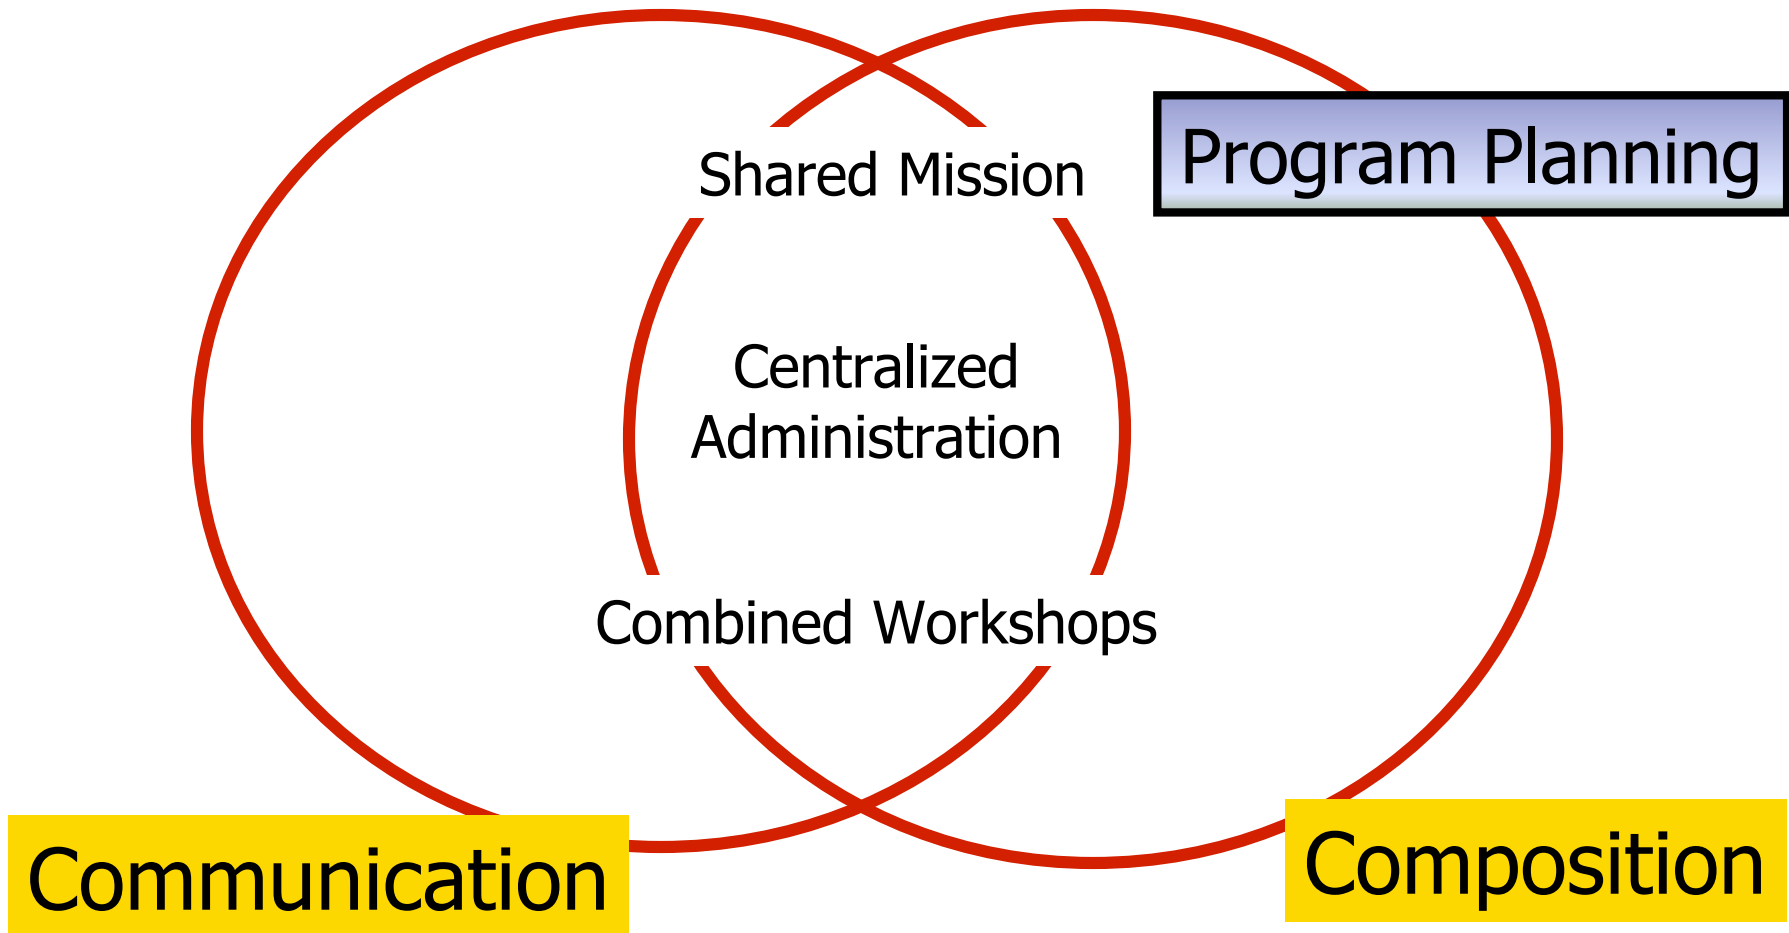 Program Planning
Shared Mission
Centralized
Administration
Combined Workshops
Communication
Composition